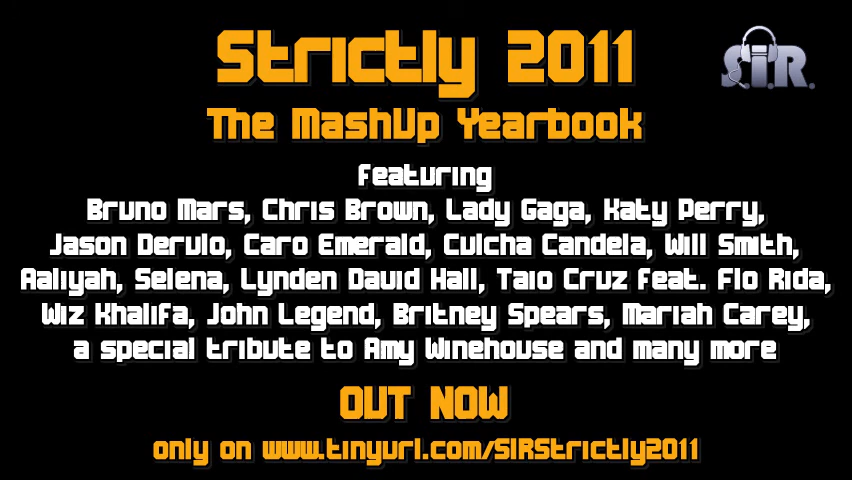 Strictly 2011
S.I.R.
The MashUp Yearbook
Featuring
Bruno Mars, Chris Brown, Lady Gaga, Katy Perry,
Jason Derulo, Caro Emerald, Culcha Candela, Will Smith,
Aaliyah, Selena, Lynden David Hall, Taio Cruz feat. Flo Rida,
Wiz Khalifa, John Legend, Britney Spears, Mariah Carey,
a special tribute to Amy Winehouse and many more
OUT NOW
only on www.tinyurl.com/SIRStrictly2011